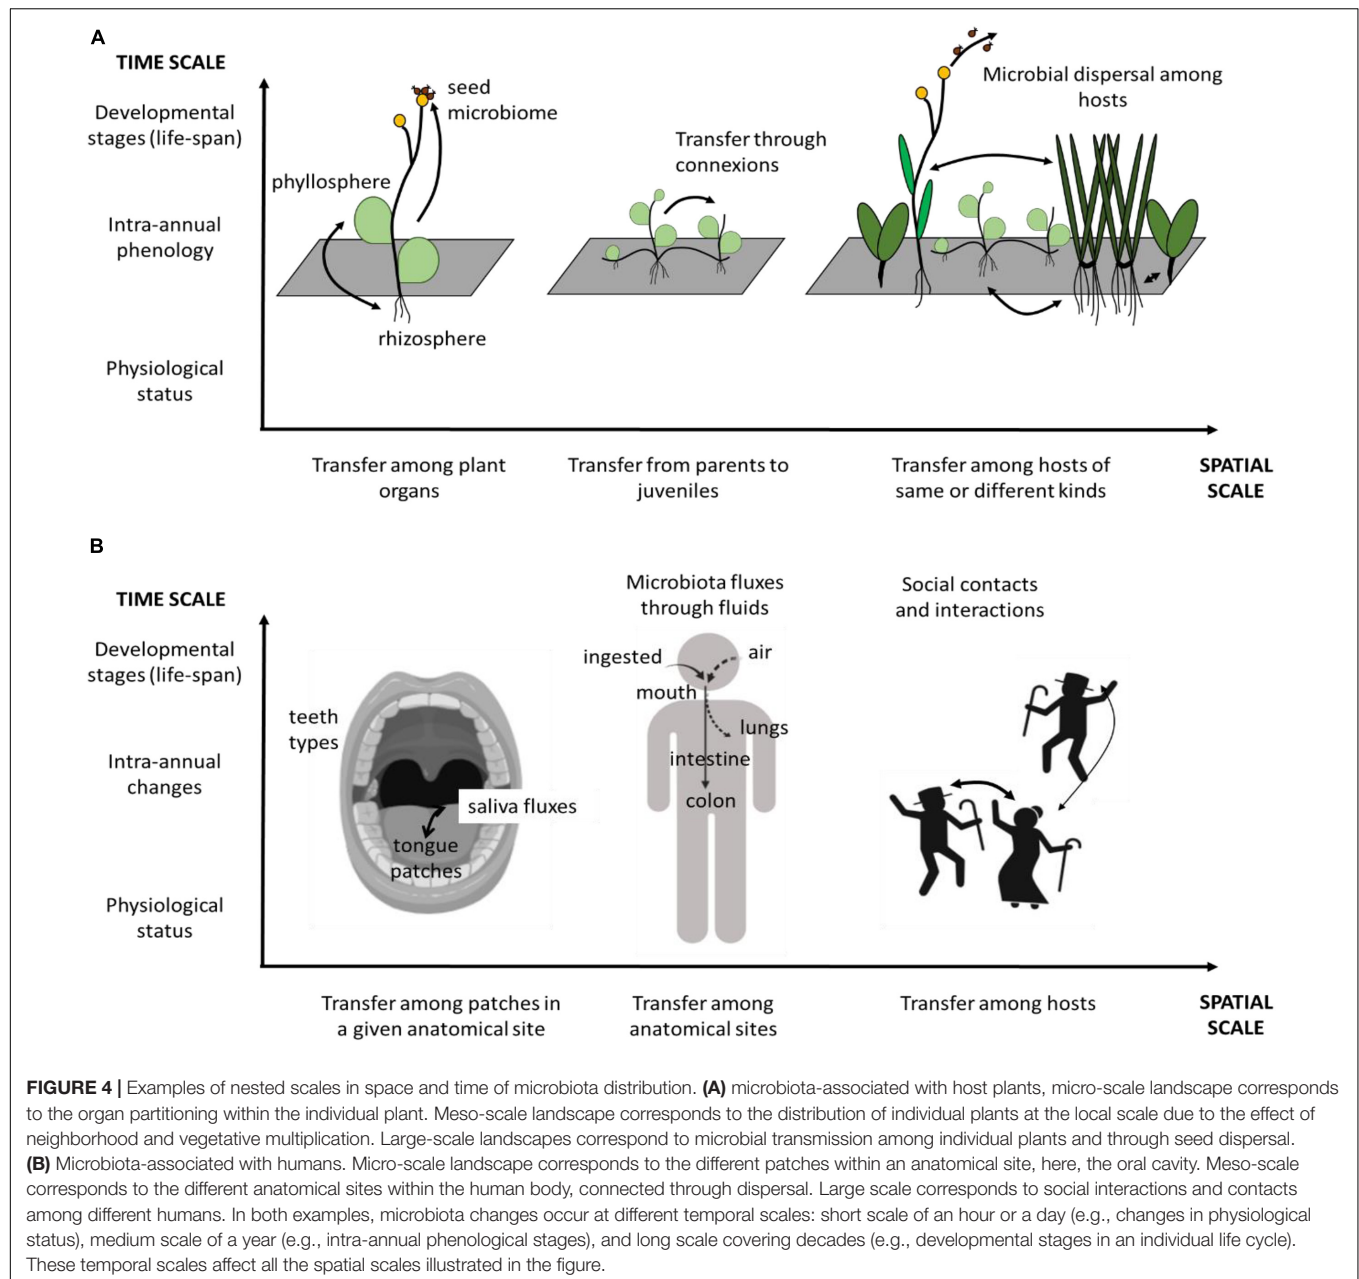 A
TIME SCALE
Developmental
stages (life-span)
Intra-annual
phenology
Physiological
status
seed
microbiome
phyllosphere
rhizosphere
Transfer through
connexions
Microbial dispersal among
hosts
Transfer among plant
organs
Transfer from parents to
juveniles
Transfer among hosts of
same or different kinds
SPATIAL
SCALE
B
TIME SCALE
Developmental
stages (life-span)
Intra-annual
changes
Physiological
status
teeth
types
saliva fluxes
tongue
patches
Microbiota fluxes
through fluids
ingested
air
mouth
lungs
intestine
colon
Social contacts
and interactions
Transfer among patches in
a given anatomical site
Transfer among
anatomical sites
Transfer among hosts
SPATIAL
SCALE
FIGURE 4 | Examples of nested scales in space and time of microbiota distribution. (A) microbiota-associated with host plants, micro-scale landscape corresponds
to the organ partitioning within the individual plant. Meso-scale landscape corresponds to the distribution of individual plants at the local scale due to the effect of
neighborhood and vegetative multiplication. Large-scale landscapes correspond to microbial transmission among individual plants and through seed dispersal.
(B) Microbiota-associated with humans. Micro-scale landscape corresponds to the different patches within an anatomical site, here, the oral cavity. Meso-scale
corresponds to the different anatomical sites within the human body, connected through dispersal. Large scale corresponds to social interactions and contacts
among different humans. In both examples, microbiota changes occur at different temporal scales: short scale of an hour or a day (e.g., changes in physiological
status), medium scale of a year (e.g., intra-annual phenological stages), and long scale covering decades (e.g., developmental stages in an individual life cycle).
These temporal scales affect all the spatial scales illustrated in the figure.